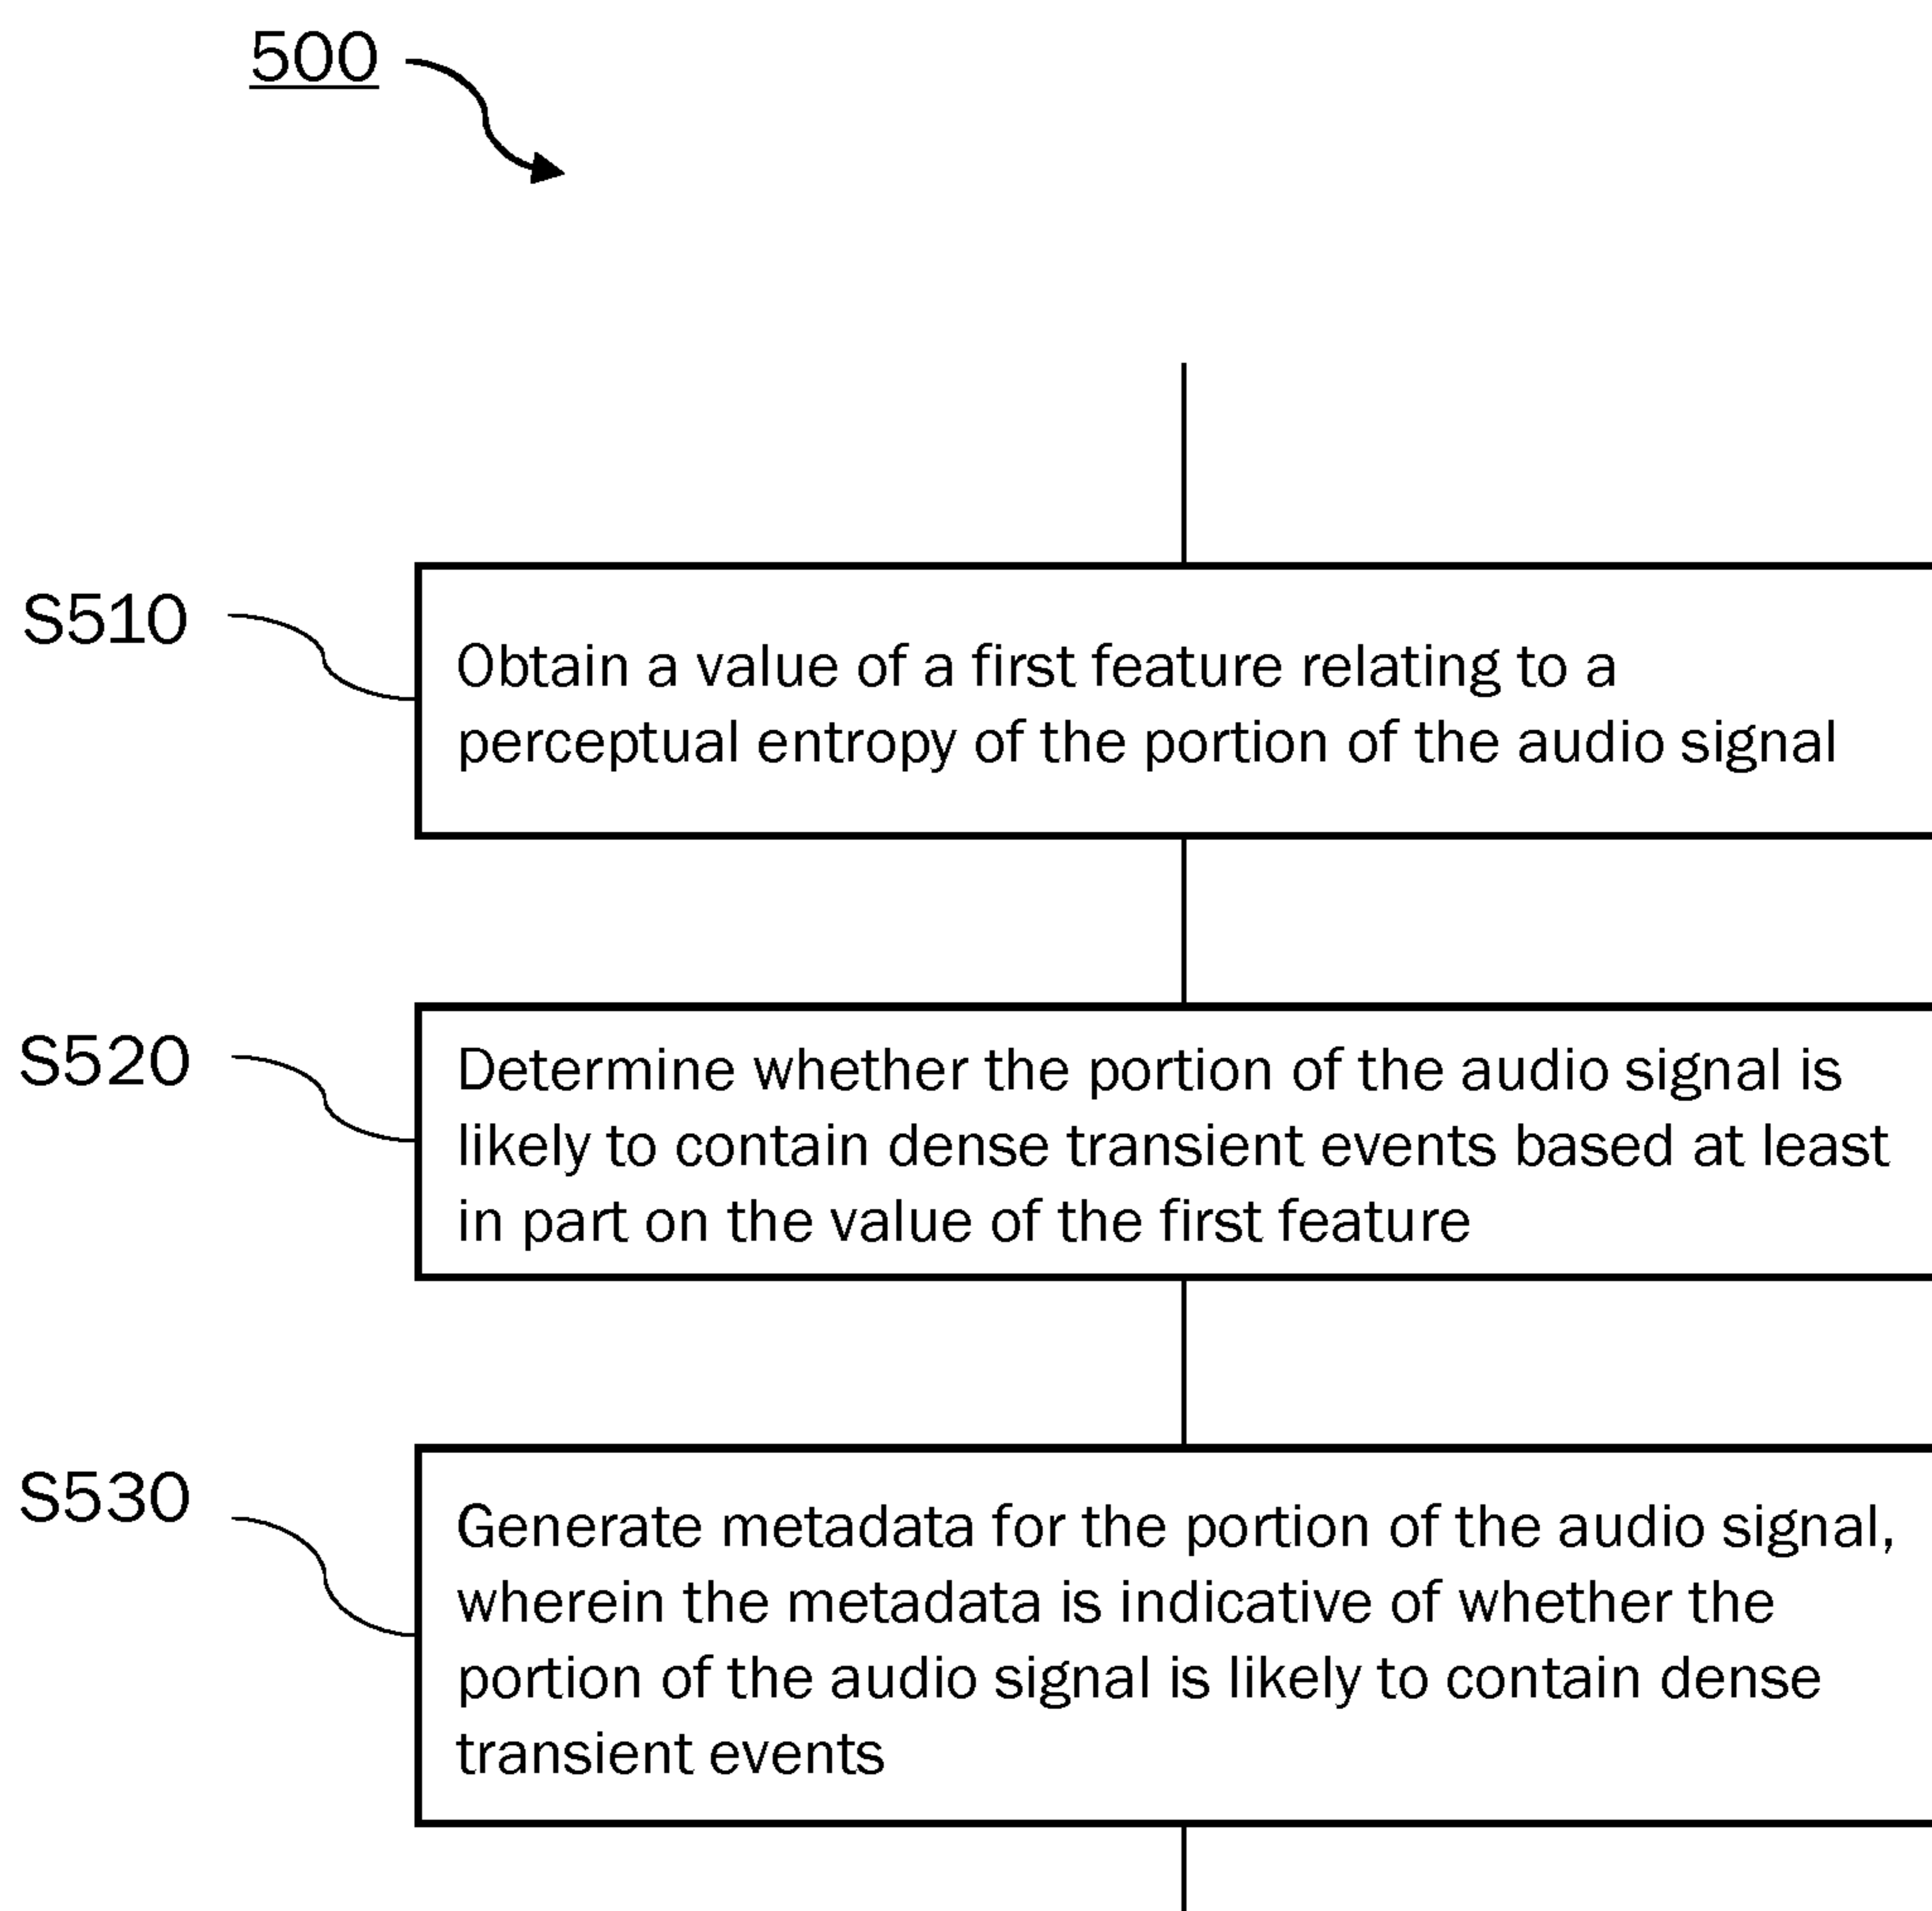 500
S510
Obtain a value of a first feature relating to a
perceptual entropy of the portion of the audio signal
S520
Determine whether the portion of the audio signal is
likely to contain dense transient events based at least
in part on the value of the first feature
S530
Generate metadata for the portion of the audio signal,
wherein the metadata is indicative of whether the
portion of the audio signal is likely to contain dense
transient events